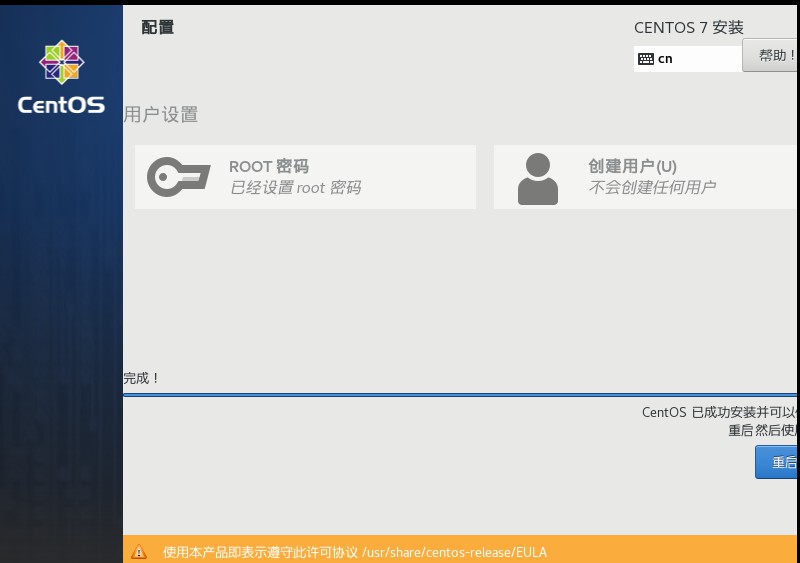 配置
CENTOS 7 安装
cn
帮助！
CentOS
用户设置
ROOT 密码
已经设置 root 密码
创建用户(U)
不会创建任何用户
完成！
CentOS 已成功安装并可以
重启然后使
重启
使用本产品即表示遵守此许可协议 /usr/share/centos-release/EULA